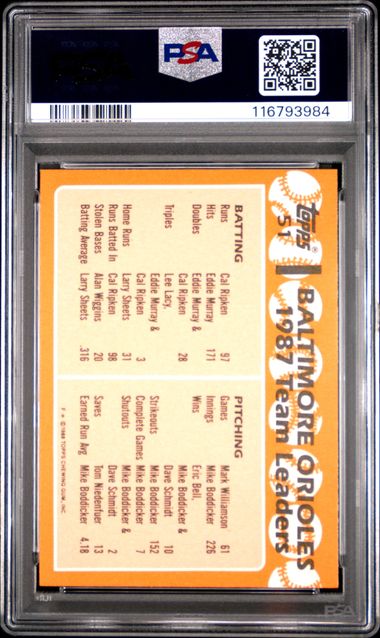 PSA
116793984
Topps®
51
BALTIMORE ORIOLES
1987 Team Leaders
BATTING
Runs Cal Ripken 97
Hits Eddie Murray 171
Doubles Eddie Murray &
Cal Ripken 28
Triples Lee Lacy,
Eddie Murray &
Cal Ripken 3
Home Runs Larry Sheets 31
Runs Batted In Cal Ripken 98
Stolen Bases Alan Wiggins 20
Batting Average Larry Sheets 316
PITCHING
Games Mark Williamson 61
Innings Mike Boddicker 226
Wins Eric Bell,
Mike Boddicker &
Dave Schmidt 10
Strikeouts Mike Boddicker 152
Complete Games Mike Boddicker 7
Shutouts Mike Boddicker &
Dave Schmidt 2
Saves Tom Niedenfuer 13
Earned Run Avg. Mike Boddicker 4.18
F * © 1988 TOPPS CHEWING GUM, INC.
PSA